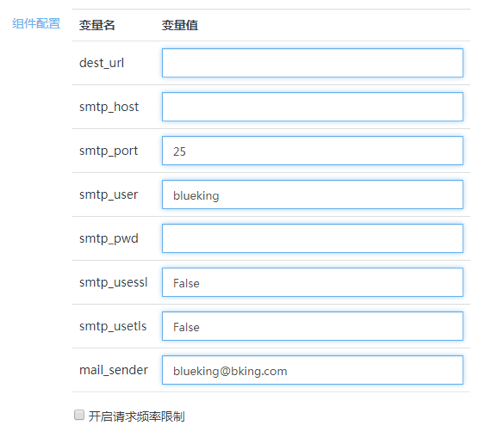 组件配置
变量名 变量值
dest_url
smtp_host
smtp_port 25
smtp_user blueking
smtp_pwd
smtp_usessl False
smtp_usetls False
mail_sender blueking@bking.com
开启请求频率限制